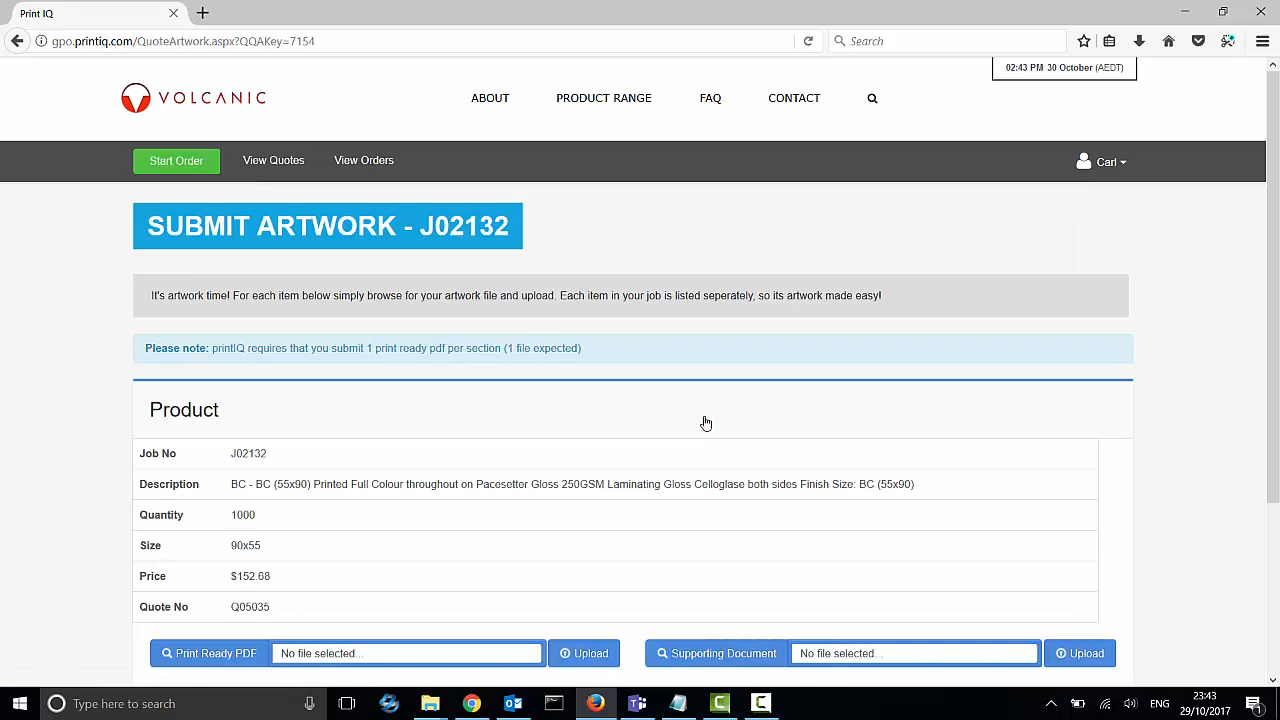 Print IQ
gpo.printiq.com/QuoteArtwork.aspx?QQAKey=7154
Search
02:43 PM 30 October (AEDT)
VOLCANIC
ABOUT
PRODUCT RANGE
FAQ
CONTACT
Start Order
View Quotes
View Orders
Carl
SUBMIT ARTWORK - J02132
It's artwork time! For each item below simply browse for your artwork file and upload. Each item in your job is listed seperately, so its artwork made easy!
Please note: printIQ requires that you submit 1 print ready pdf per section (1 file expected)
Product
Job No J02132
Description BC - BC (55x90) Printed Full Colour throughout on Pacesetter Gloss 250GSM Laminating Gloss Celloglase both sides Finish Size: BC (55x90)
Quantity 1000
Size 90x55
Price $152.68
Quote No Q05035
Print Ready PDF No file selected... Upload
Supporting Document No file selected... Upload
Type here to search
ENG
23:43
29/10/2017
1